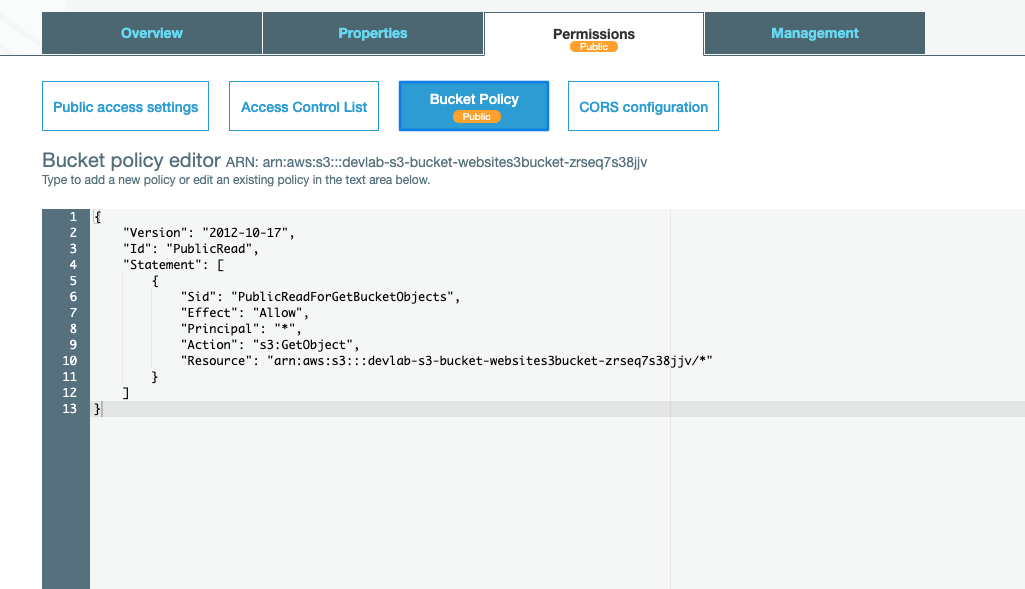 Overview
Properties
Permissions
Public
Management
Public access settings
Access Control List
Bucket Policy
Public
CORS configuration
Bucket policy editor ARN: arn:aws:s3:::devlab-s3-bucket-websites3bucket-zrseq7s38jjv
Type to add a new policy or edit an existing policy in the text area below.
1 {
2     "Version": "2012-10-17",
3     "Id": "PublicRead",
4     "Statement": [
5         {
6             "Sid": "PublicReadForGetBucketObjects",
7             "Effect": "Allow",
8             "Principal": "*",
9             "Action": "s3:GetObject",
10             "Resource": "arn:aws:s3:::devlab-s3-bucket-websites3bucket-zrseq7s38jjv/*"
11         }
12     ]
13 }